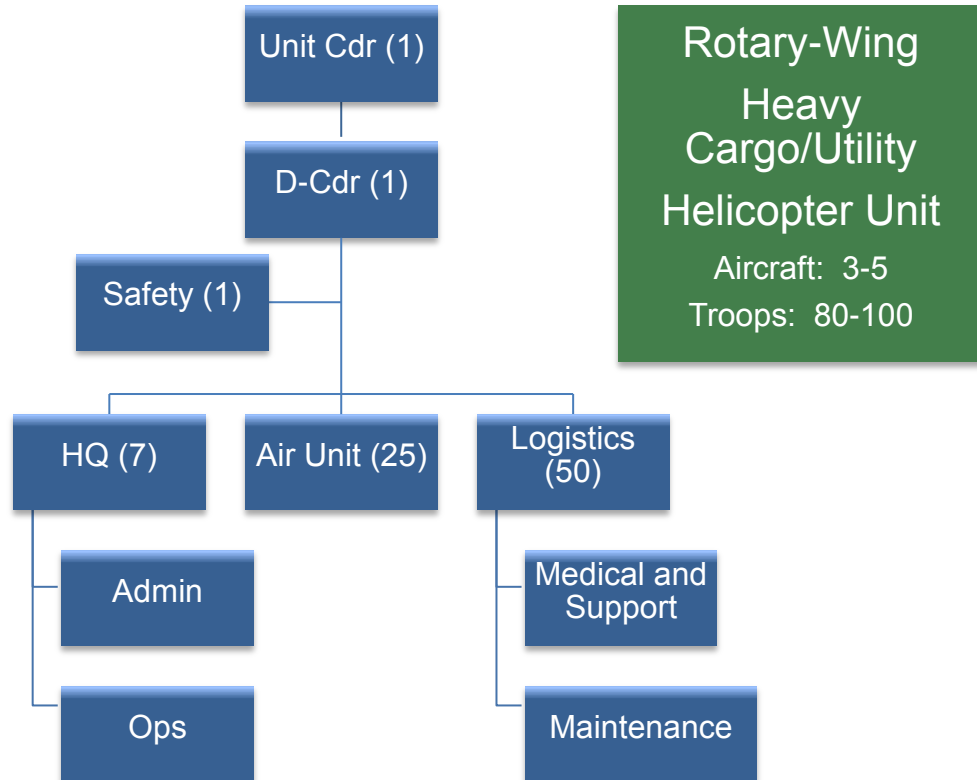 Unit Cdr (1)
D-Cdr (1)
Safety (1)
HQ (7)
Air Unit (25)
Logistics
(50)
Admin
Medical and
Support
Ops
Maintenance
Rotary-Wing
Heavy
Cargo/Utility
Helicopter Unit
Aircraft: 3-5
Troops: 80-100